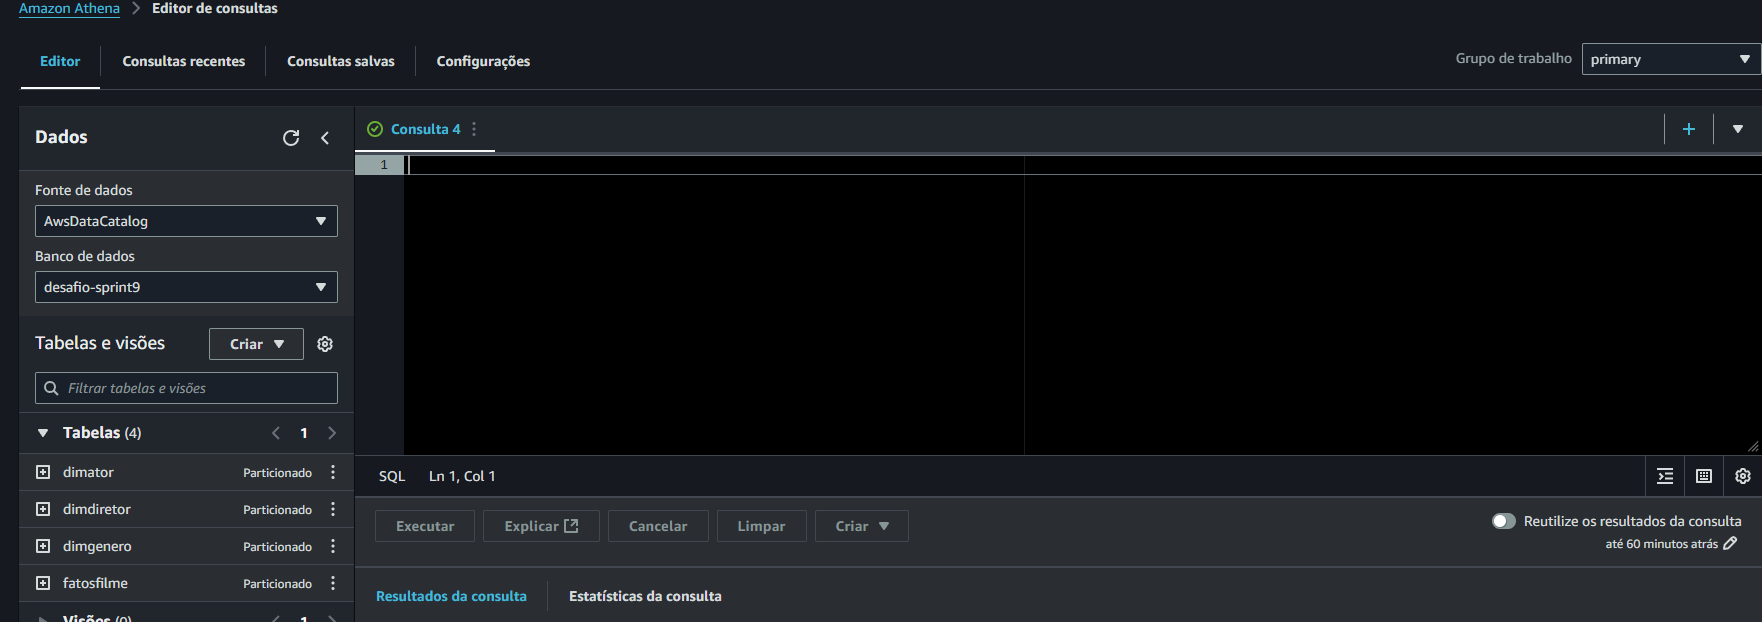 Amazon Athena > Editor de consultas
Editor
Consultas recentes
Consultas salvas
Configurações
Grupo de trabalho
primary
Dados
Fonte de dados
AwsDataCatalog
Banco de dados
desafio-sprint9
Tabelas e visões
Criar
Filtrar tabelas e visões
Tabelas (4)
1
dimator
Particionado
dimdiretor
Particionado
dimgenero
Particionado
fatosfilme
Particionado
Visões (0)
1
Consulta 4
1
SQL
Ln 1, Col 1
Executar
Explicar
Cancelar
Limpar
Criar
Reutilize os resultados da consulta
até 60 minutos atrás
Resultados da consulta
Estatísticas da consulta